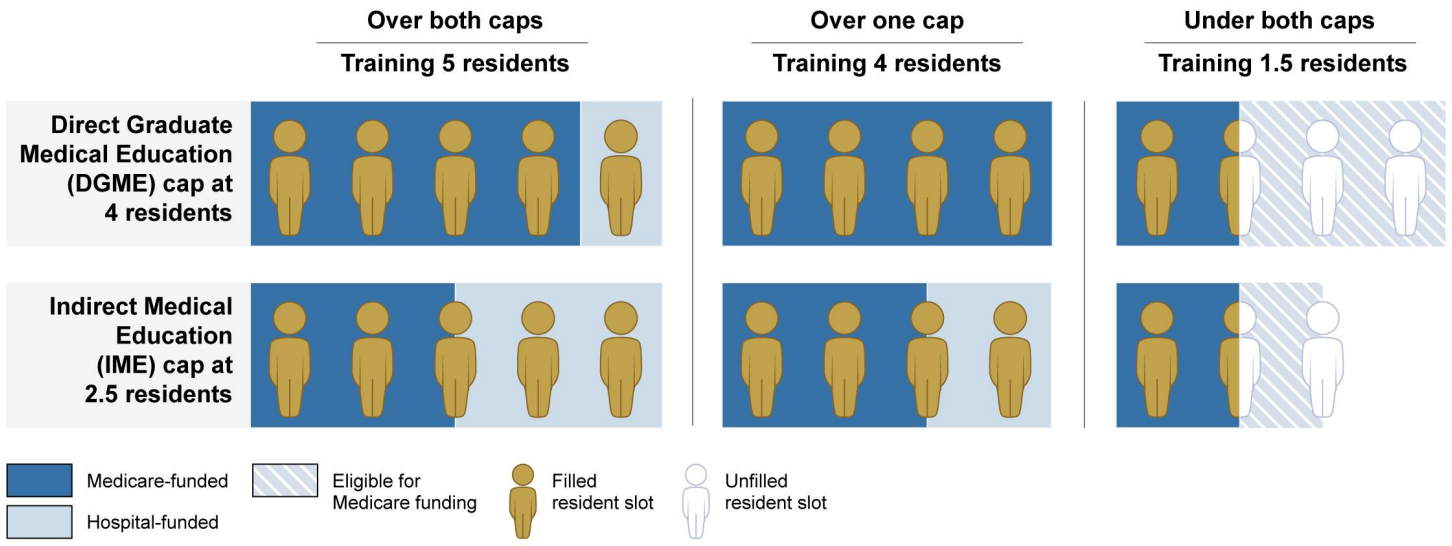 Over both caps
Training 5 residents
Over one cap
Training 4 residents
Under both caps
Training 1.5 residents
Direct Graduate
Medical Education
(DGME) cap at
4 residents
Indirect Medical
Education
(IME) cap at
2.5 residents
Medicare-funded
Hospital-funded
Eligible for
Medicare funding
Filled
resident slot
Unfilled
resident slot